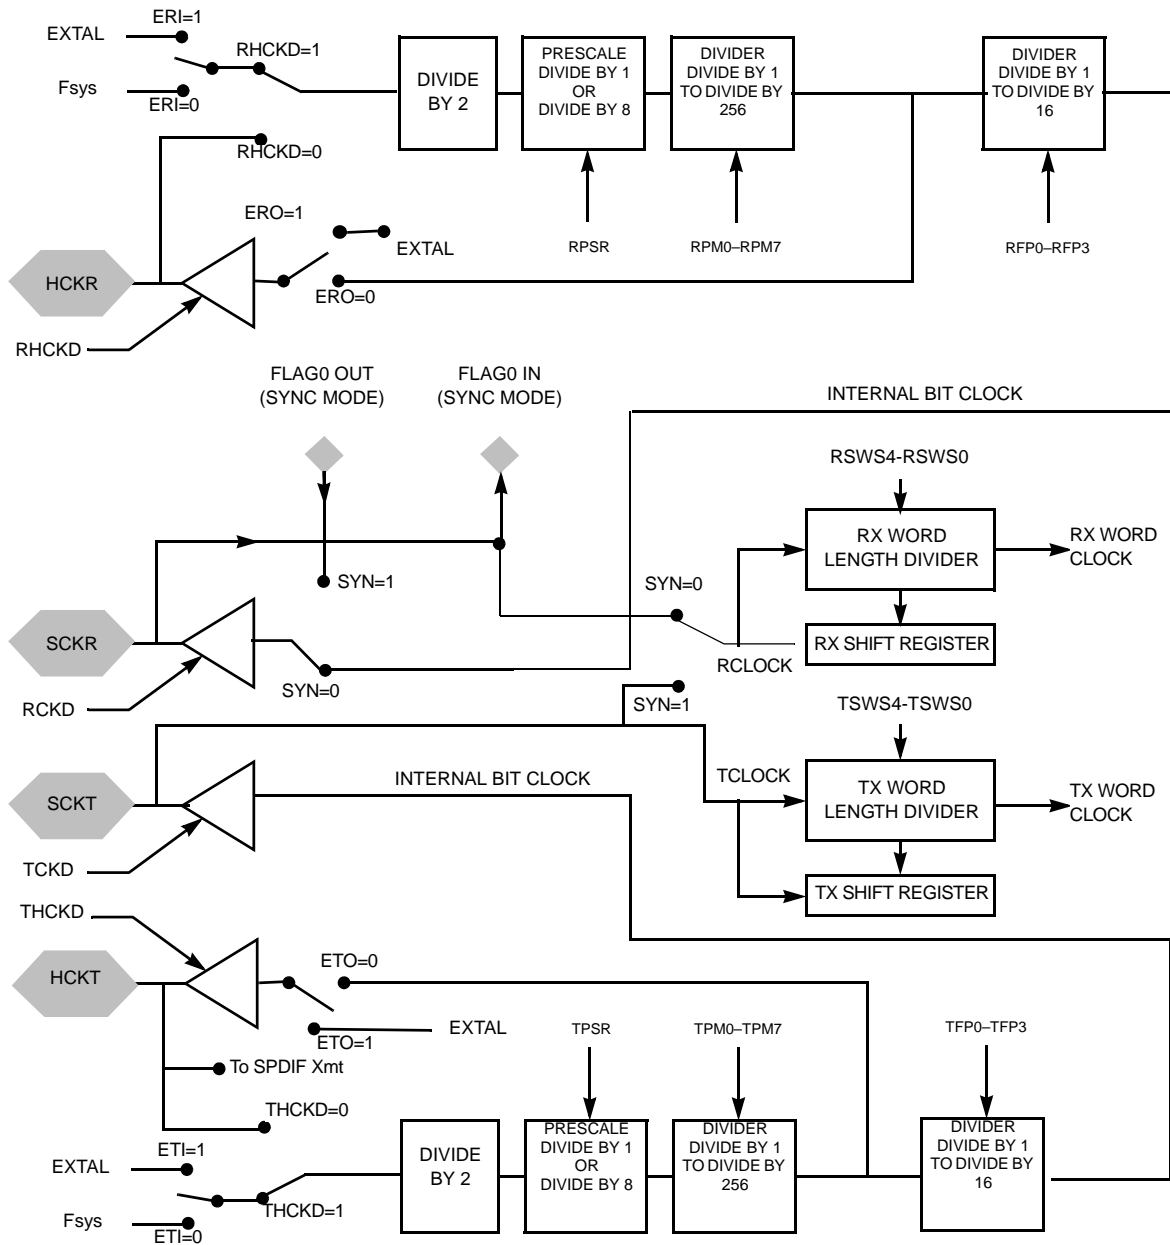 ERI=1
EXTAL
RHCKD=1
Fsys
ERI=0
RHCKD=0
DIVIDE
BY 2
PRESCALE
DIVIDE BY 1
OR
DIVIDE BY 8
DIVIDER
DIVIDE BY 1
TO DIVIDE BY
256
DIVIDER
DIVIDE BY 1
TO DIVIDE BY
16
RPSR
RPM0–RPM7
RFP0–RFP3
ERO=1
EXTAL
HCKR
ERO=0
RHCKD
FLAG0 OUT
(SYNC MODE)
FLAG0 IN
(SYNC MODE)
INTERNAL BIT CLOCK
RSWS4-RSWS0
RX WORD
LENGTH DIVIDER
RX WORD
CLOCK
SYN=1
SYN=0
SCKR
RX SHIFT REGISTER
RCLOCK
SYN=0
RCKD
SYN=1
TSWS4-TSWS0
INTERNAL BIT CLOCK
TCLOCK
SCKT
TX WORD
LENGTH DIVIDER
TX WORD
CLOCK
TCKD
TX SHIFT REGISTER
THCKD
HCKT
ETO=0
EXTAL
ETO=1
TPSR
TPM0–TPM7
TFP0–TFP3
To SPDIF Xmt
THCKD=0
ETI=1
EXTAL
THCKD=1
Fsys
ETI=0
DIVIDE
BY 2
PRESCALE
DIVIDE BY 1
OR
DIVIDE BY 8
DIVIDER
DIVIDE BY 1
TO DIVIDE BY
256
DIVIDER
DIVIDE BY 1
TO DIVIDE BY
16